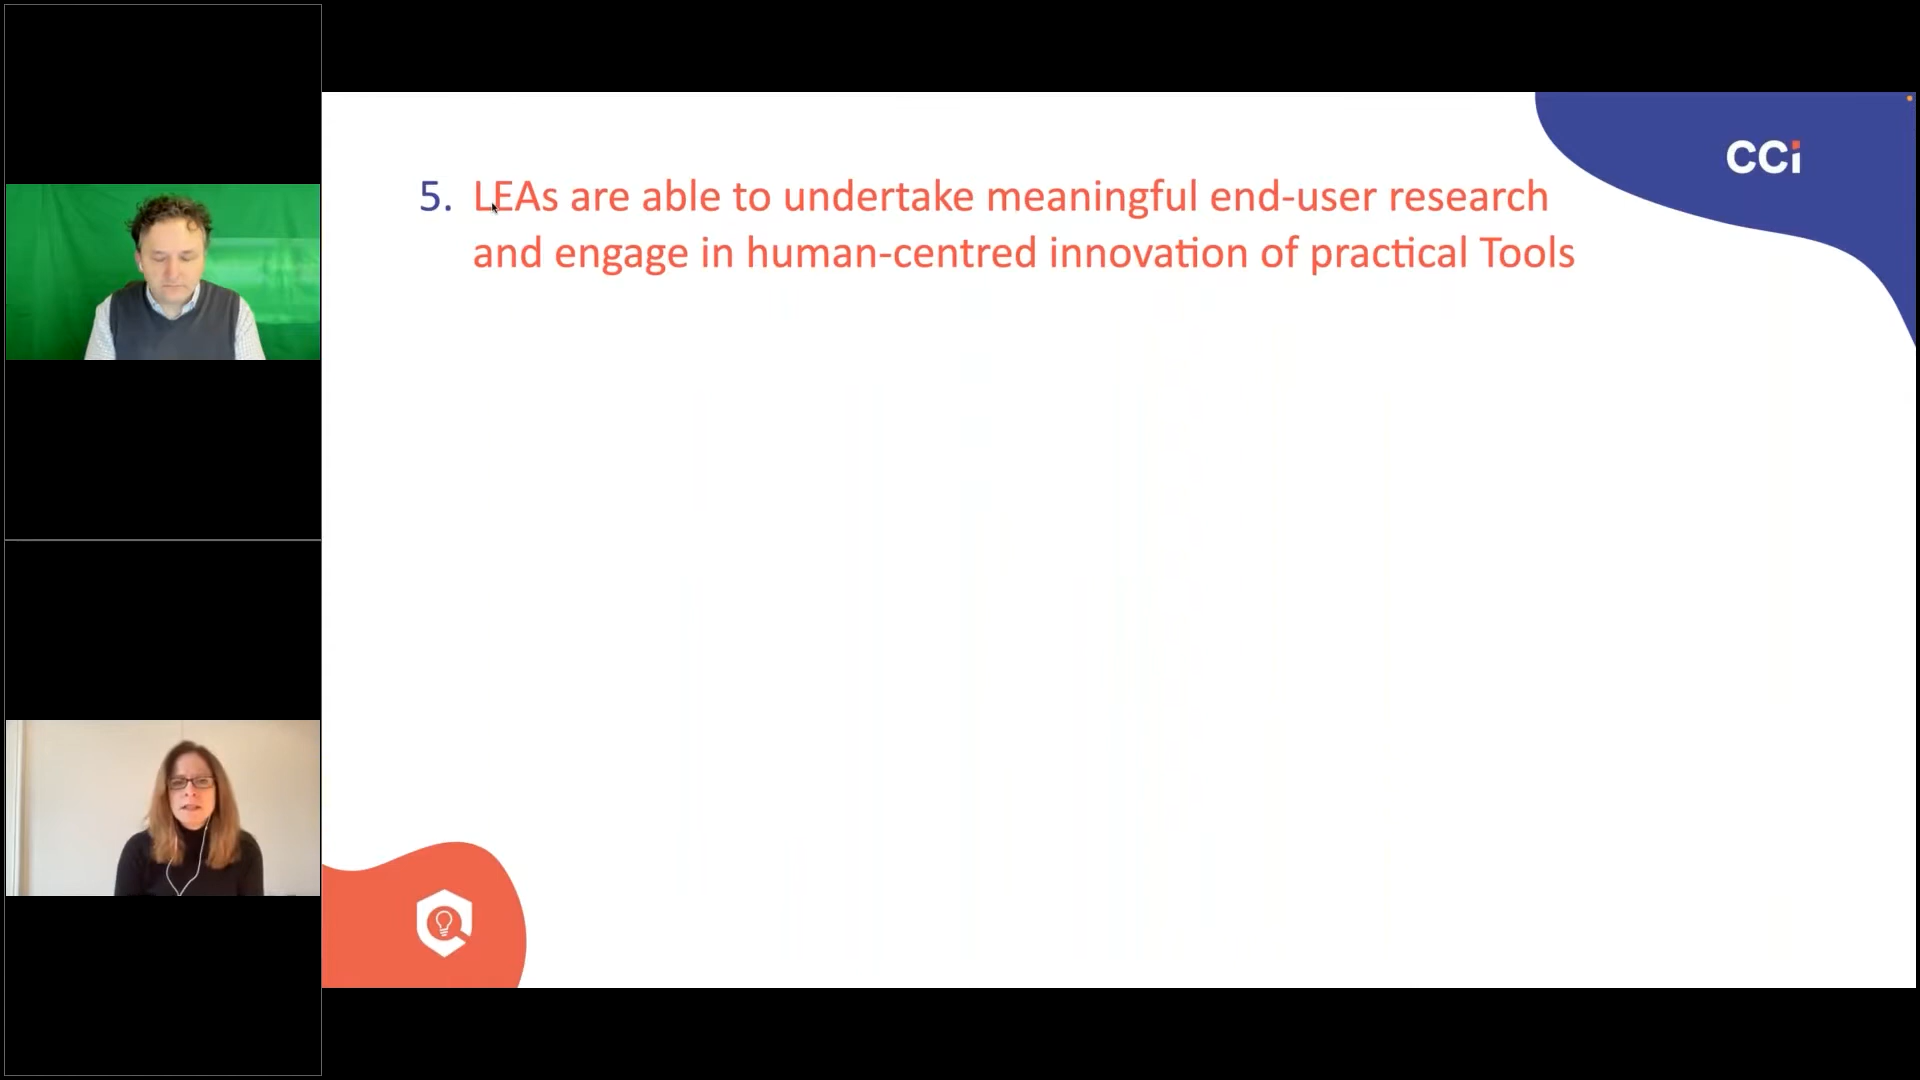 CCi
5. LEAs are able to undertake meaningful end-user research
and engage in human-centred innovation of practical Tools